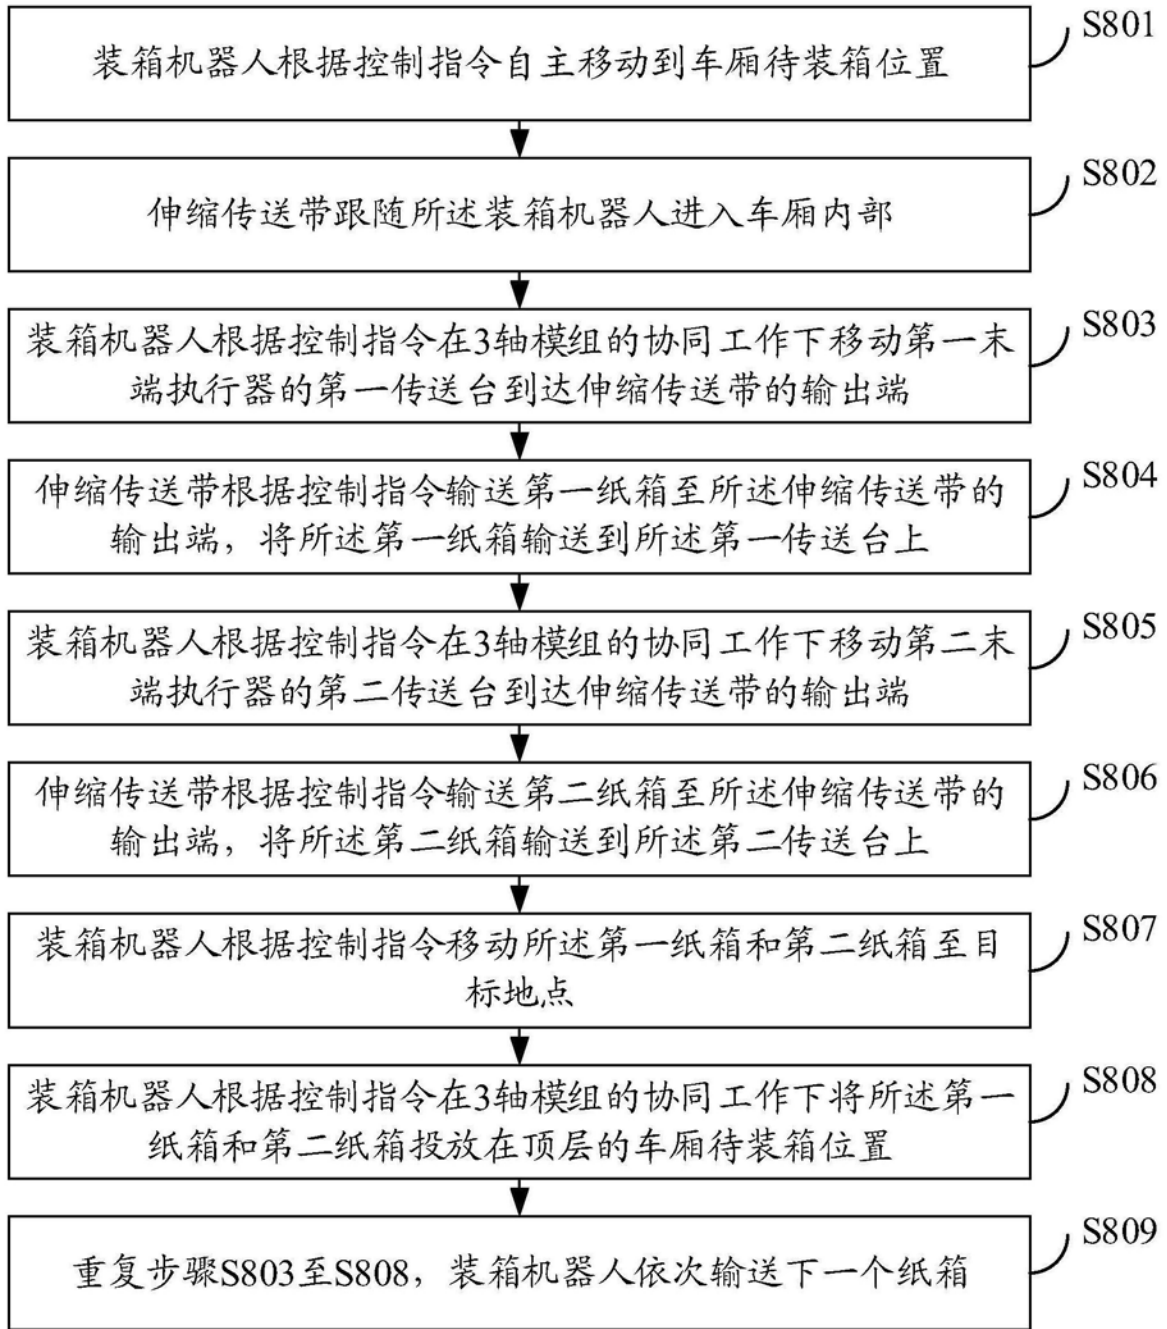 装箱机器人根据控制指令自主移动到车厢待装箱位置
S801
伸缩传送带跟随所述装箱机器人进入车厢内部
S802
装箱机器人根据控制指令在3轴模组的协同工作下移动第一末
端执行器的第一传送台到达伸缩传送带的输出端
S803
伸缩传送带根据控制指令输送第一纸箱至所述伸缩传送带的
输出端，将所述第一纸箱输送到所述第一传送台上
S804
装箱机器人根据控制指令在3轴模组的协同工作下移动第二末
端执行器的第二传送台到达伸缩传送带的输出端
S805
伸缩传送带根据控制指令输送第二纸箱至所述伸缩传送带的
输出端，将所述第二纸箱输送到所述第二传送台上
S806
装箱机器人根据控制指令移动所述第一纸箱和第二纸箱至目
标地点
S807
装箱机器人根据控制指令在3轴模组的协同工作下将所述第一
纸箱和第二纸箱投放在顶层的车厢待装箱位置
S808
重复步骤S803至S808，装箱机器人依次输送下一个纸箱
S809